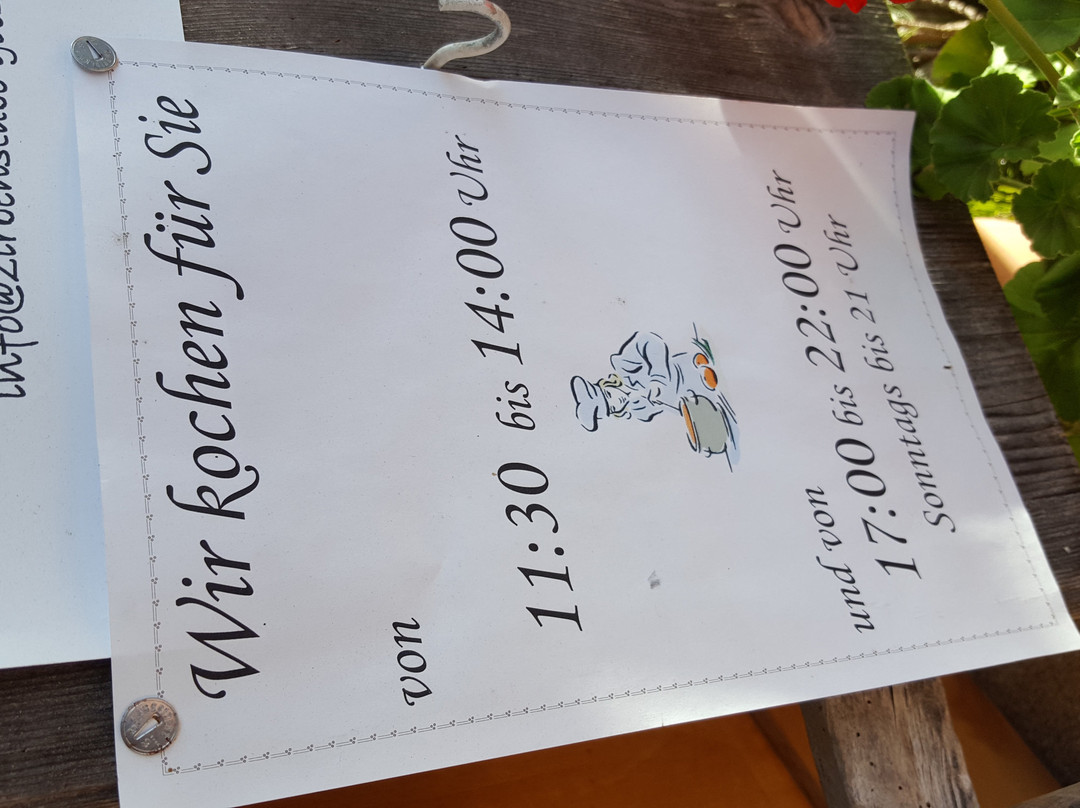 Wir kochen für Sie
von
11:30 bis 14:00 Uhr
und von
17:00 bis 22:00 Uhr
Sonntags bis 21 Uhr